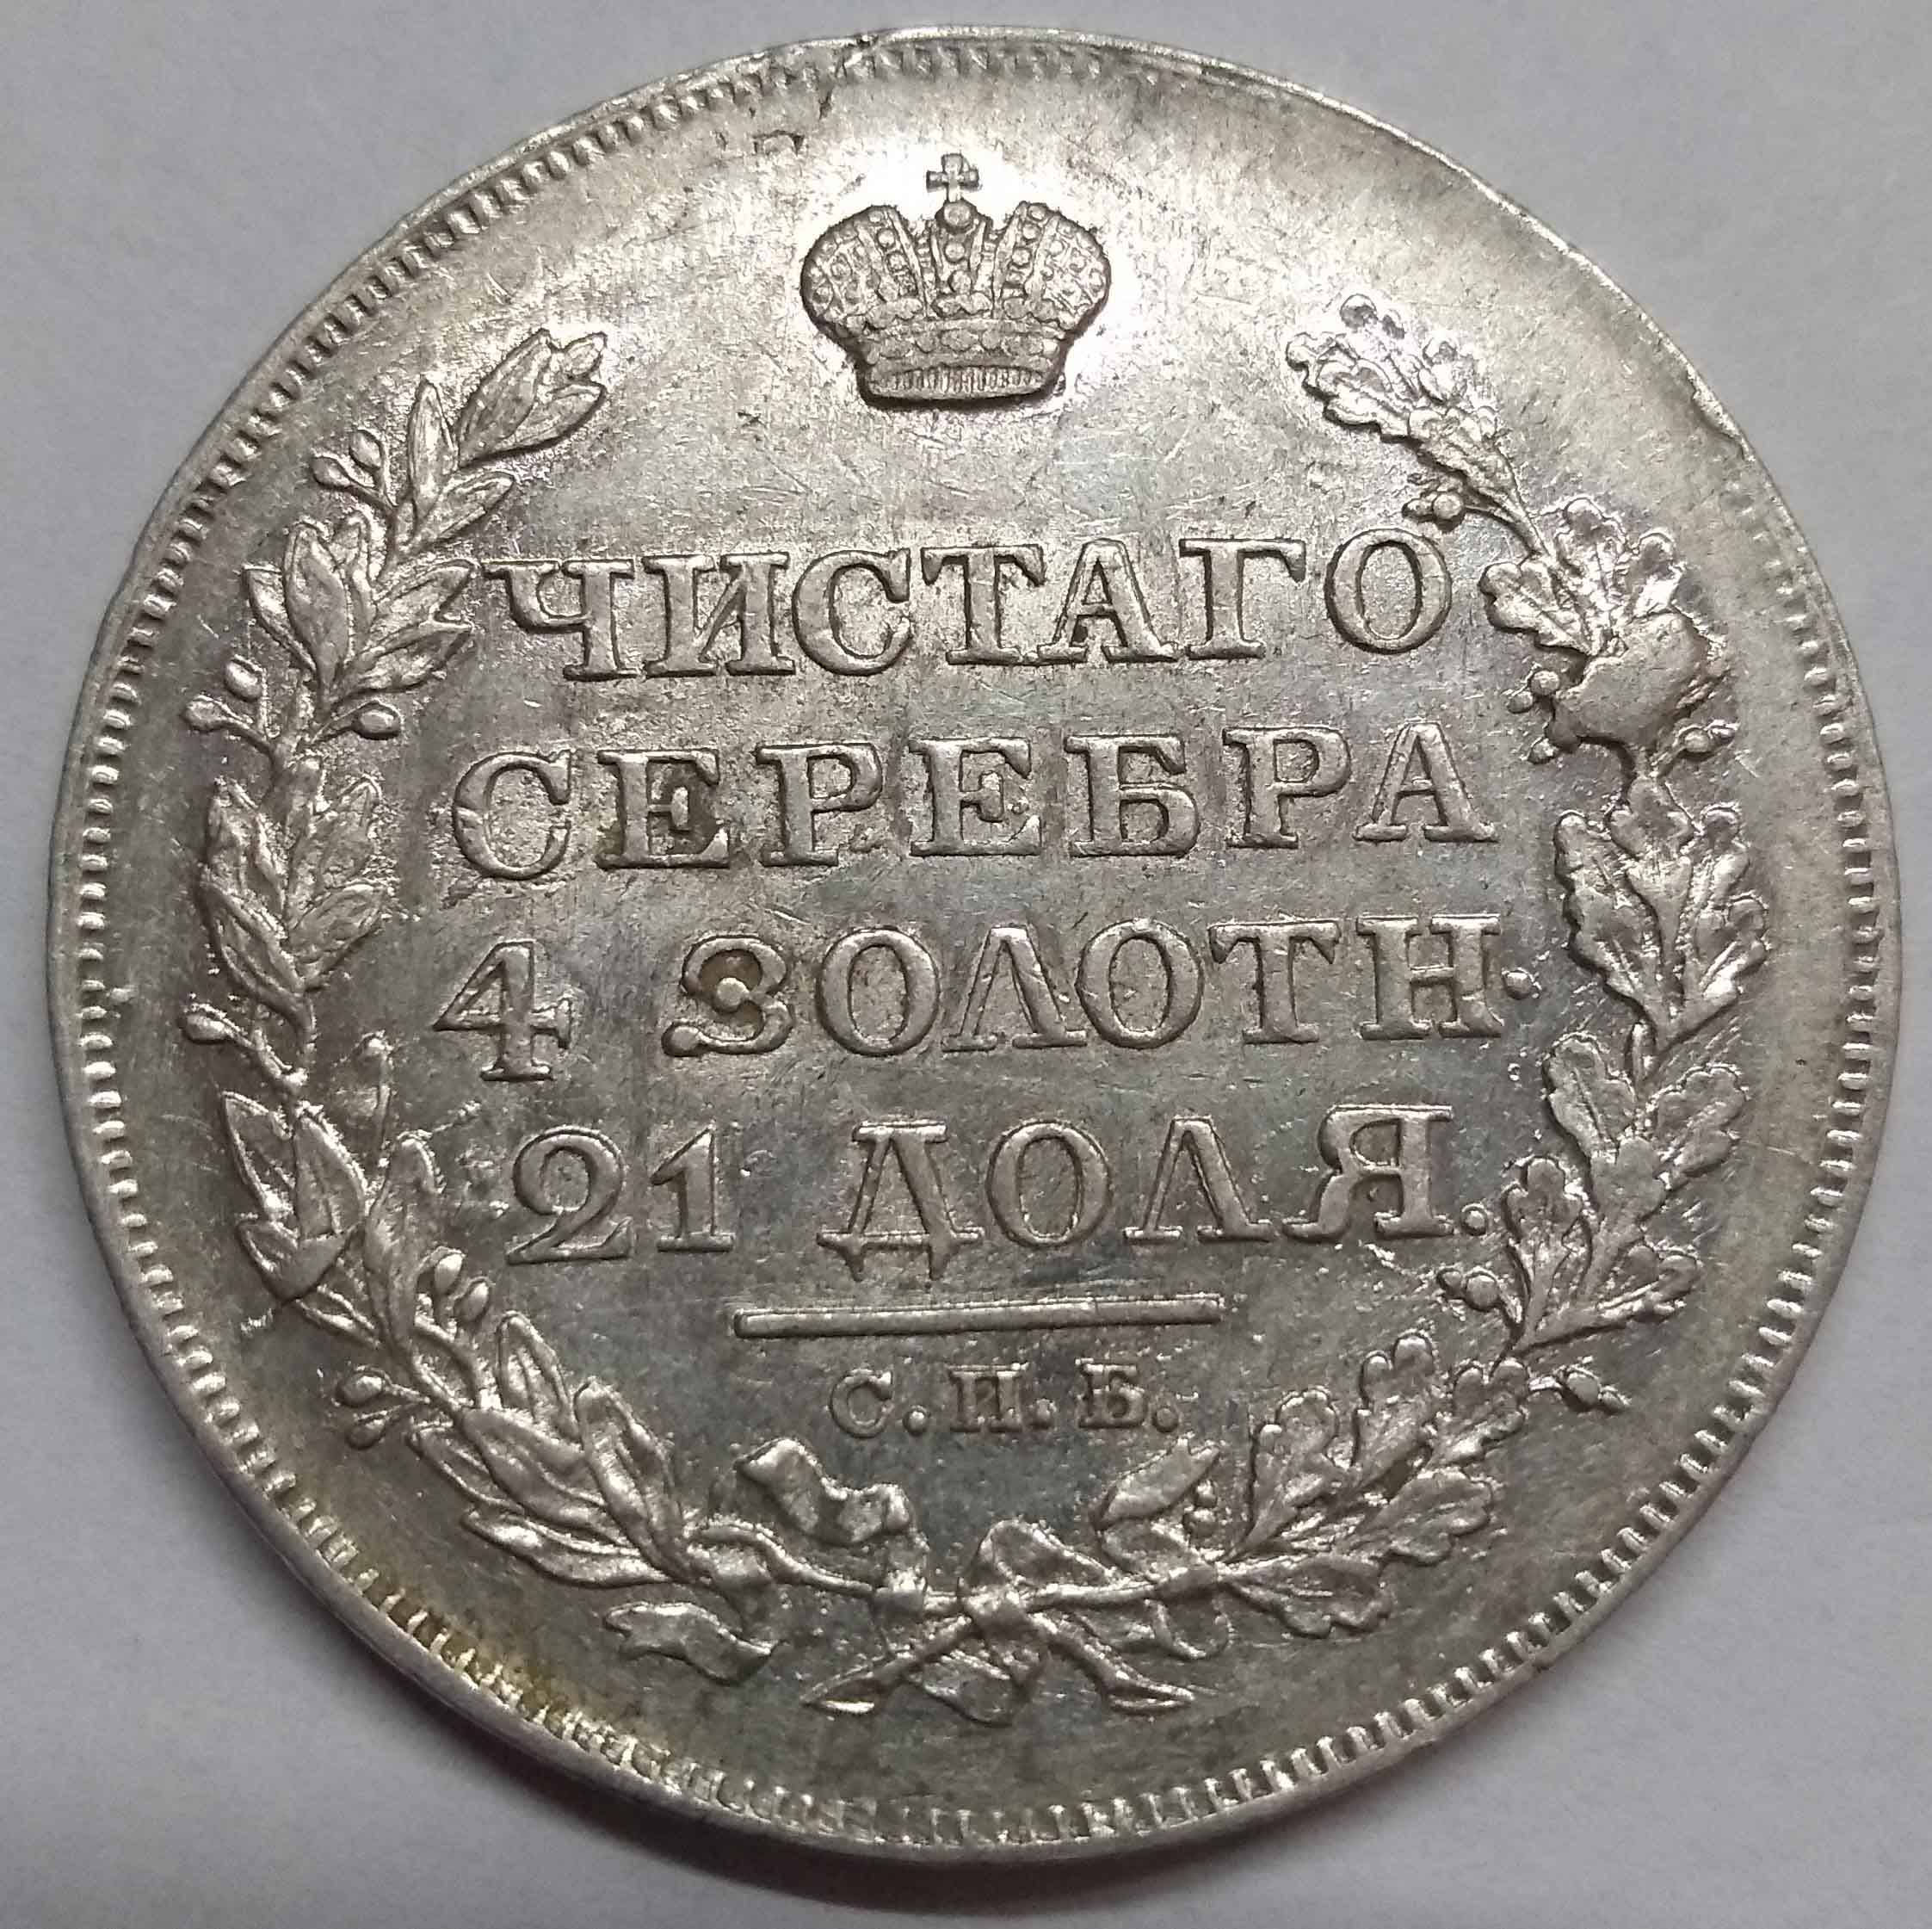 ЧИСТАГО
СЕРЕБРА
4 ЗОЛОТН.
21 ДОЛЯ.
С.П.Б.